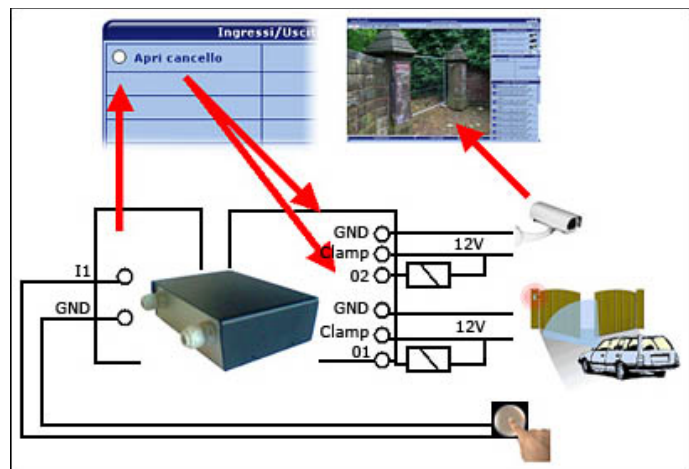 Ingressi/Uscit
Apri cancello
GND
Clamp
12V
02
I1
GND
GND
Clamp
12V
01